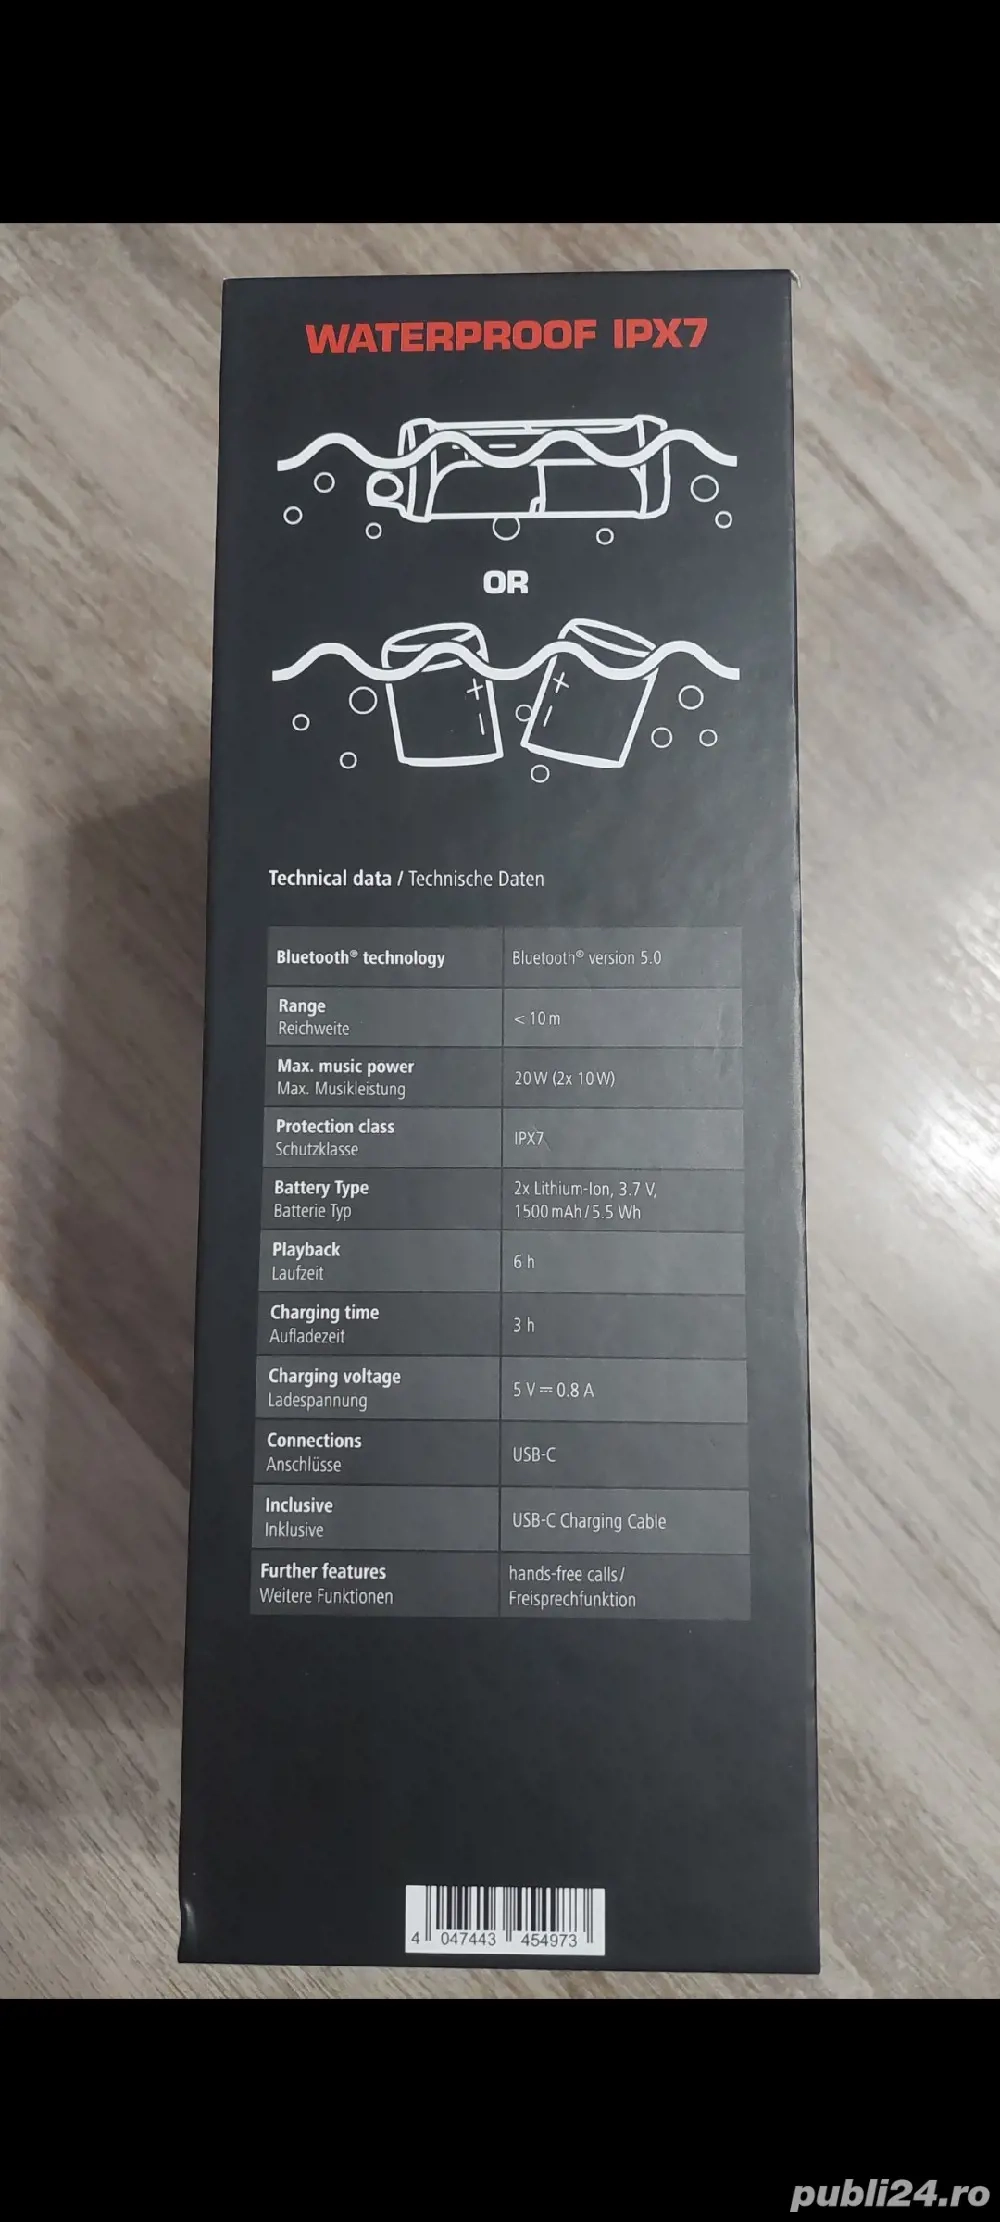 WATERPROOF IPX7
OR
Technical data / Technische Daten
Bluetooth® technology
Bluetooth® version 5.0
Range
Reichweite
< 10 m
Max. music power
Max. Musikleistung
20W (2x 10W)
Protection class
Schutzklasse
IPX7
Battery Type
Batterie Typ
2x Lithium-Ion, 3.7 V,
1500 mAh / 5.5 Wh
Playback
Laufzeit
6 h
Charging time
Aufladezeit
3 h
Charging voltage
Ladespannung
5 V ⎓ 0.8 A
Connections
Anschlüsse
USB-C
Inclusive
Inklusive
USB-C Charging Cable
Further features
Weitere Funktionen
hands-free calls /
Freisprechfunktion
4 047443 454973
publi24.ro